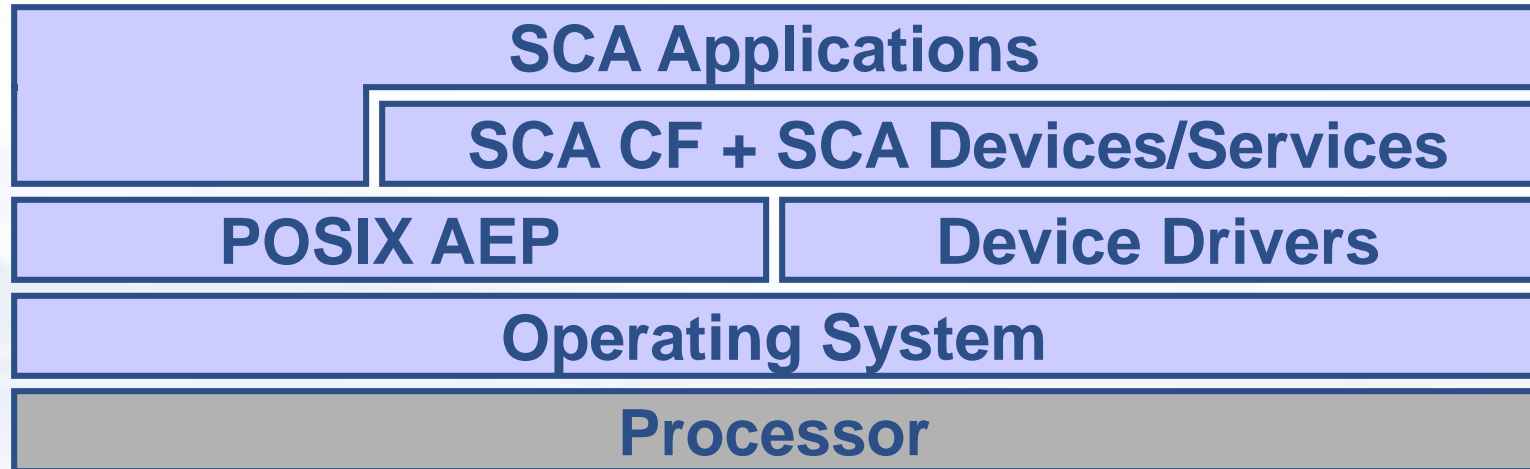 SCA Applications
SCA CF + SCA Devices/Services
POSIX AEP
Device Drivers
Operating System
Processor